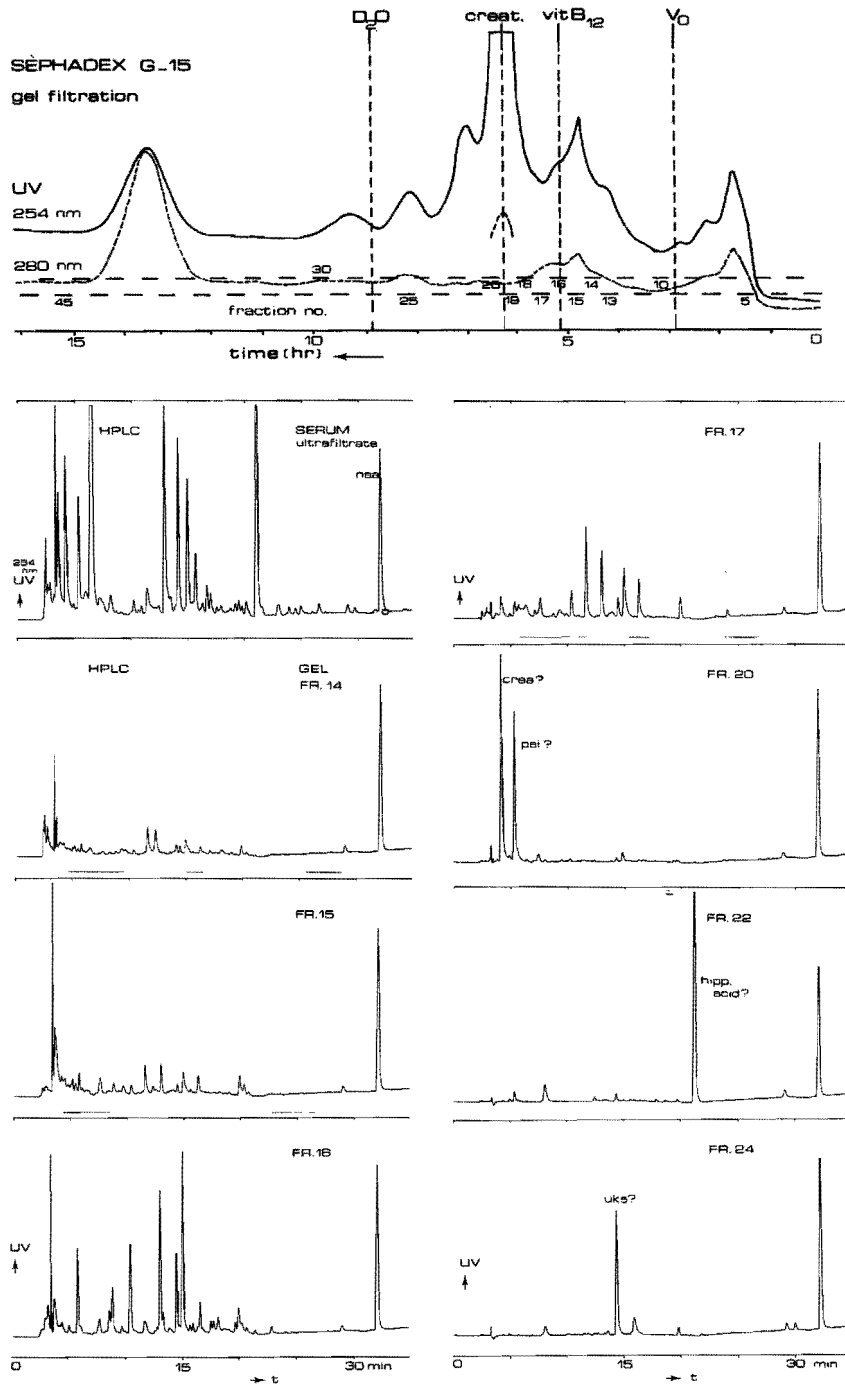 D2O creat. vitB12 Vo
SÈPHADEX G-15
gel filtration
UV
254 nm
280 nm
30 20 18 16 14 10
45 25 18 17 15 13 5
fraction no.
15 10 5 0
time (hr)
HPLC SERUM
ultrafiltrate
nsa
254
nm
UV
FR. 17
UV
HPLC GEL
FR. 14
FR. 20
crea?
psi?
FR. 15
FR. 22
hipp.
acid?
FR. 16
UV
FR. 24
uks?
UV
0 15 30 min
t
0 15 30 min
t